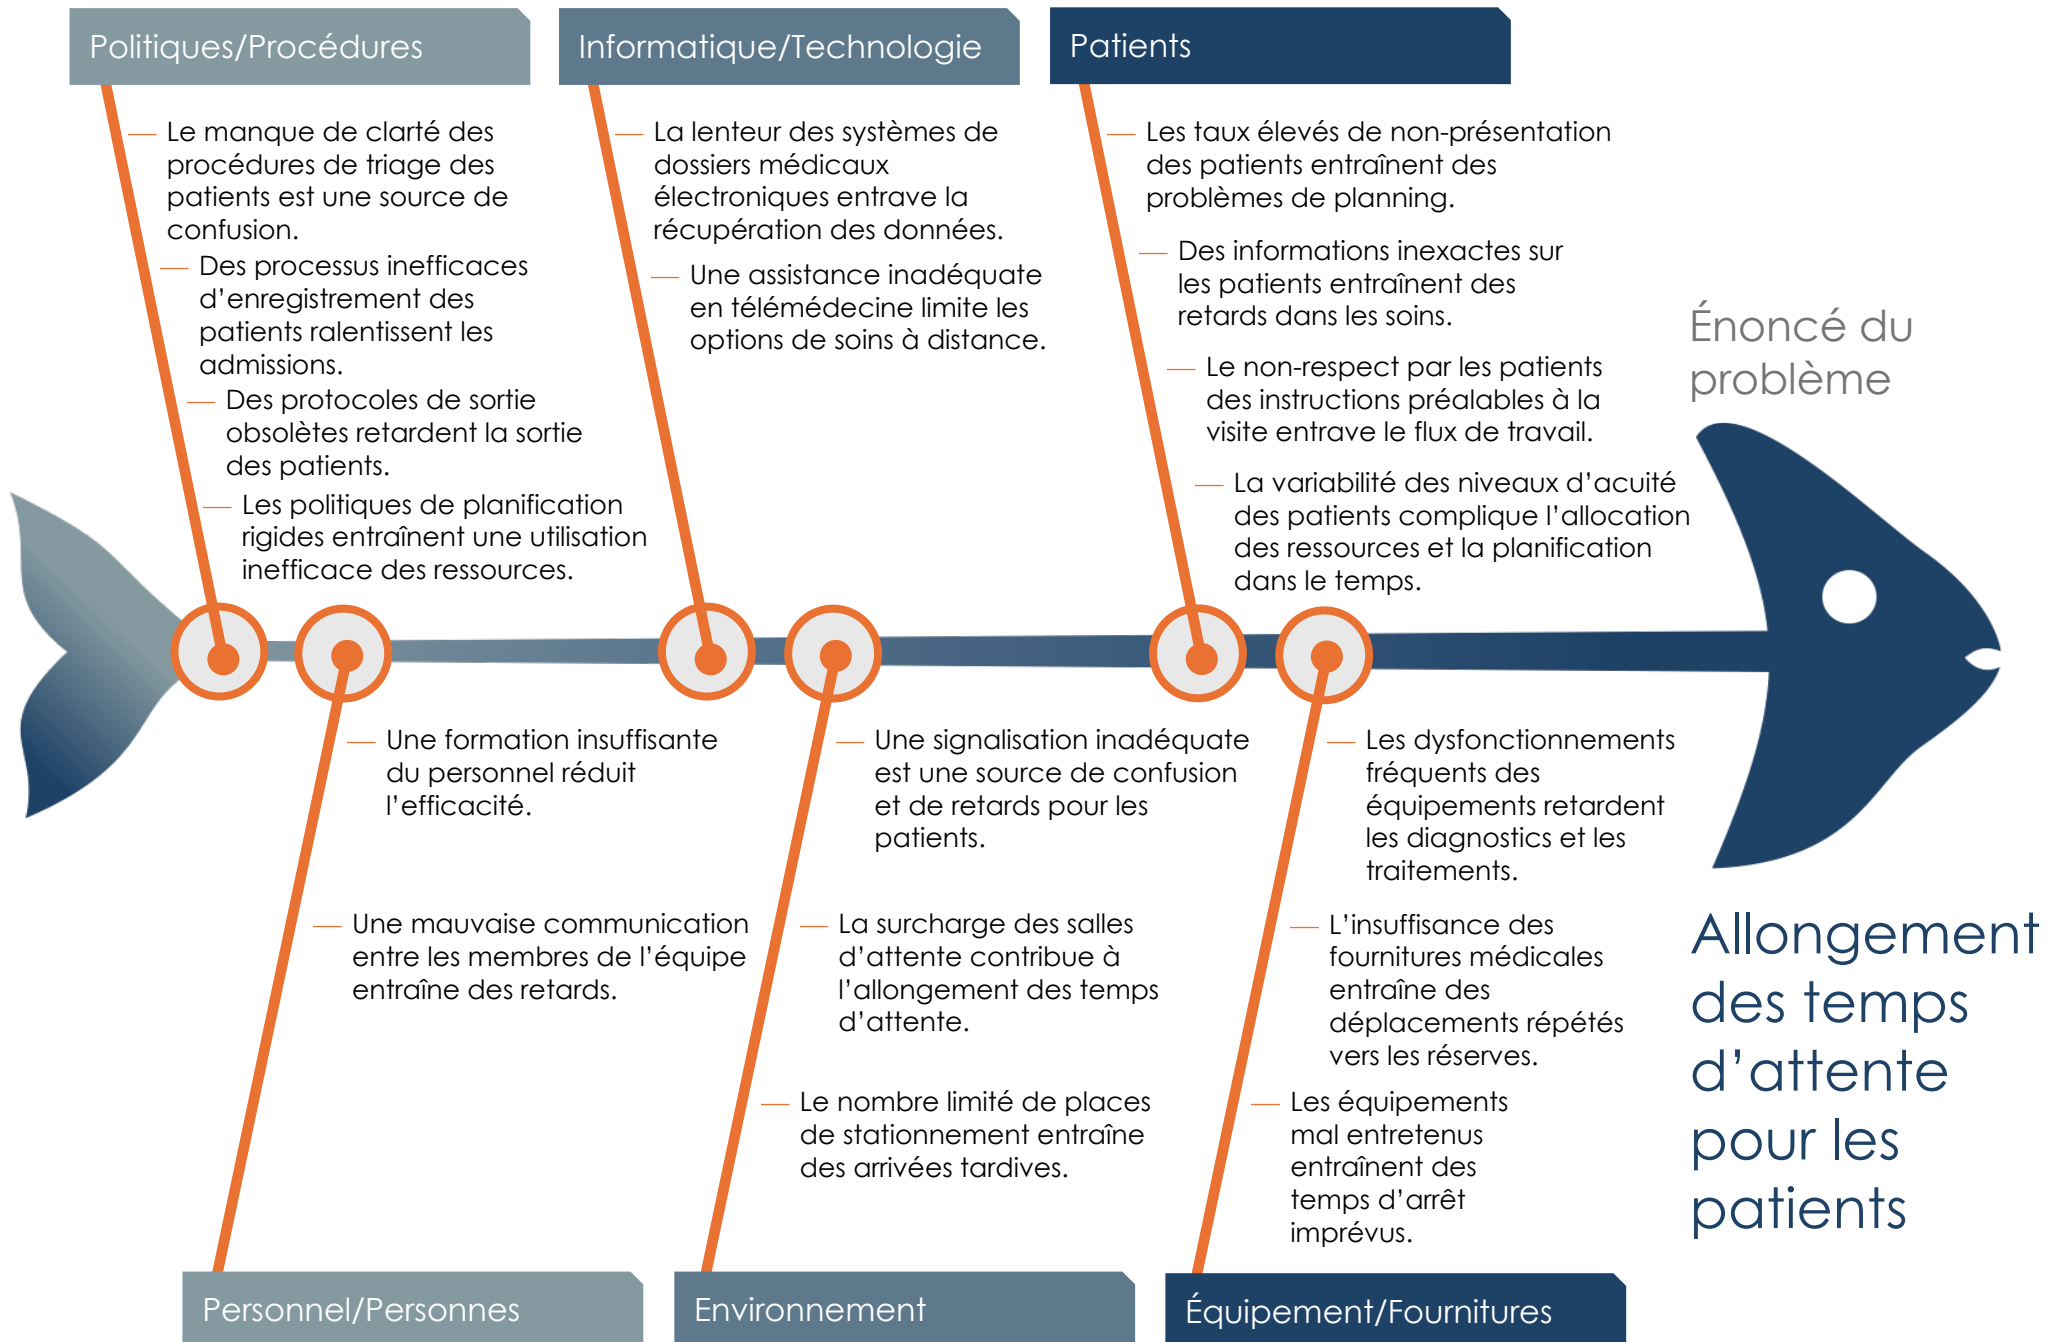 Politiques/Procédures
Le manque de clarté des
procédures de triage des
patients est une source de
confusion.
Des processus inefficaces
d’enregistrement des
patients ralentissent les
admissions.
Des protocoles de sortie
obsolètes retardent la sortie
des patients.
Les politiques de planification
rigides entraînent une utilisation
inefficace des ressources.
Informatique/Technologie
La lenteur des systèmes de
dossiers médicaux
électroniques entrave la
récupération des données.
Une assistance inadéquate
en télémédecine limite les
options de soins à distance.
Patients
Les taux élevés de non-présentation
des patients entraînent des
problèmes de planning.
Des informations inexactes sur
les patients entraînent des
retards dans les soins.
Le non-respect par les patients
des instructions préalables à la
visite entrave le flux de travail.
La variabilité des niveaux d’acuité
des patients complique l’allocation
des ressources et la planification
dans le temps.
Énoncé du
problème
Une formation insuffisante
du personnel réduit
l’efficacité.
Une mauvaise communication
entre les membres de l’équipe
entraîne des retards.
Personnel/Personnes
Une signalisation inadéquate
est une source de confusion
et de retards pour les
patients.
La surcharge des salles
d’attente contribue à
l’allongement des temps
d’attente.
Le nombre limité de places
de stationnement entraîne
des arrivées tardives.
Environnement
Les dysfonctionnements
fréquents des
équipements retardent
les diagnostics et les
traitements.
L’insuffisance des
fournitures médicales
entraîne des
déplacements répétés
vers les réserves.
Les équipements
mal entretenus
entraînent des
temps d’arrêt
imprévus.
Équipement/Fournitures
Allongement
des temps
d’attente
pour les
patients